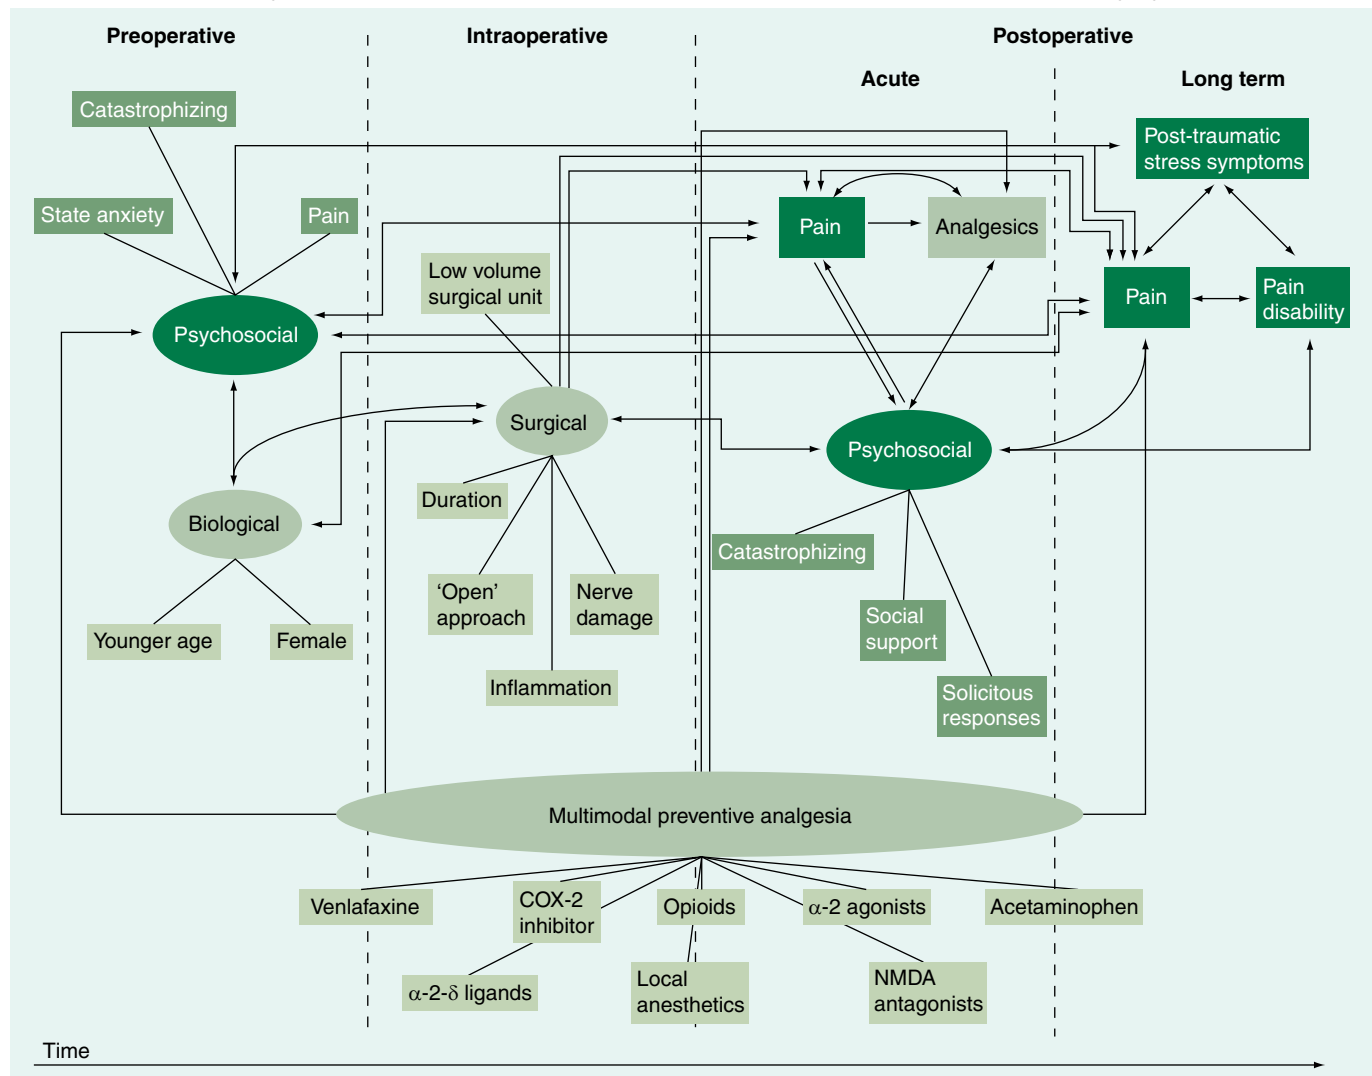 Preoperative
Intraoperative
Postoperative
Acute
Long term
Catastrophizing
State anxiety
Pain
Psychosocial
Biological
Younger age
Female
Low volume
surgical unit
Surgical
Duration
‘Open’
approach
Nerve
damage
Inflammation
Pain
Analgesics
Psychosocial
Catastrophizing
Social
support
Solicitous
responses
Post-traumatic
stress symptoms
Pain
Pain
disability
Multimodal preventive analgesia
Venlafaxine
COX-2
inhibitor
Opioids
α-2 agonists
Acetaminophen
α-2-δ ligands
Local
anesthetics
NMDA
antagonists
Time